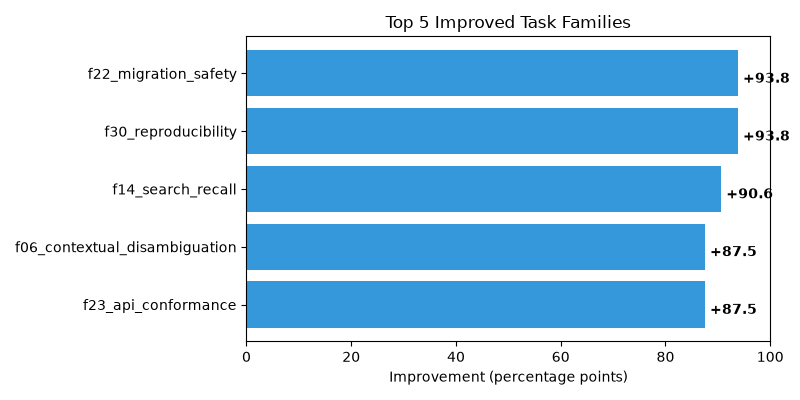 Top 5 Improved Task Families
f22_migration_safety
+93.8
f30_reproducibility
+93.8
f14_search_recall
+90.6
f06_contextual_disambiguation
+87.5
f23_api_conformance
+87.5
0 20 40 60 80 100
Improvement (percentage points)